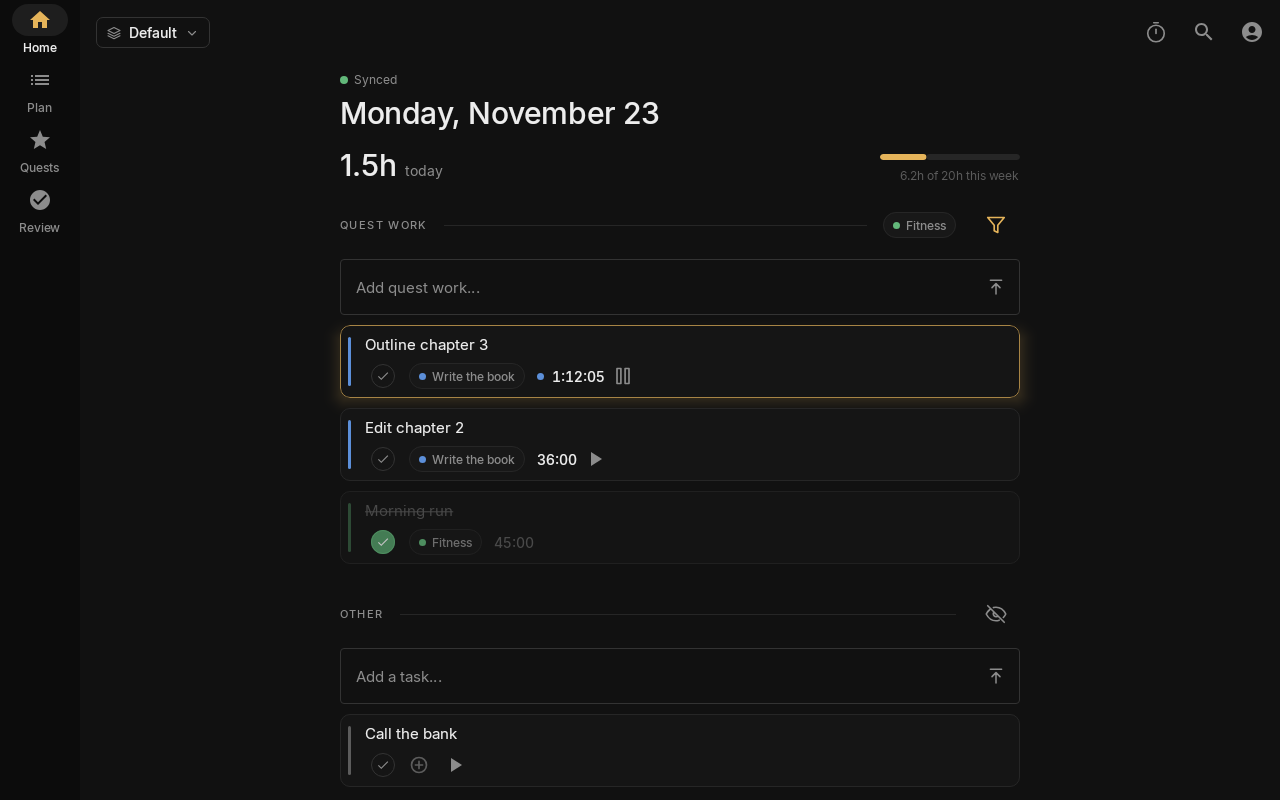 Home
Plan
Quests
Review
Default
Synced
Monday, November 23
1.5h today
6.2h of 20h this week
QUEST WORK
Fitness
Add quest work...
Outline chapter 3
Write the book 1:12:05
Edit chapter 2
Write the book 36:00
Morning run
Fitness 45:00
OTHER
Add a task...
Call the bank